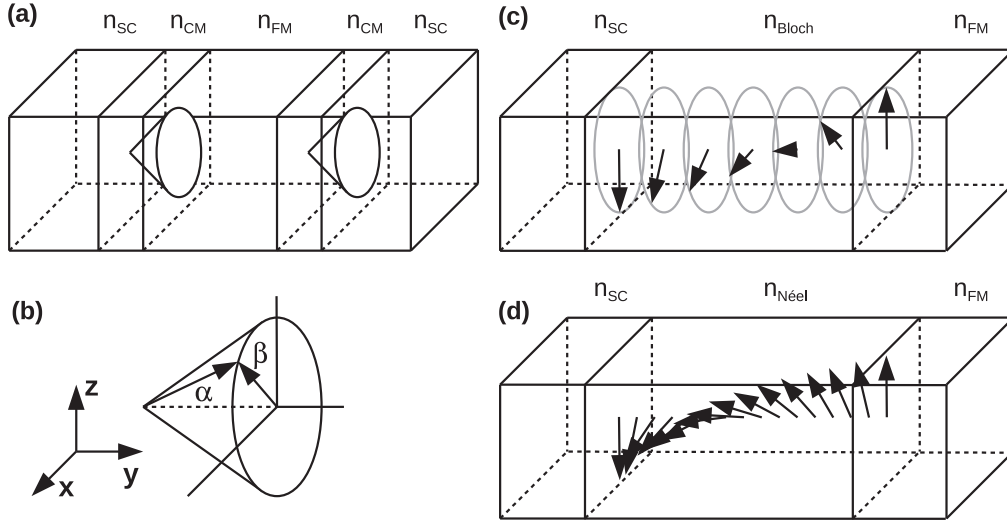 (a) n_SC n_CM n_FM n_CM n_SC
(c) n_SC n_Bloch n_FM
(b) α β
z
y
x
(d) n_SC n_Néel n_FM